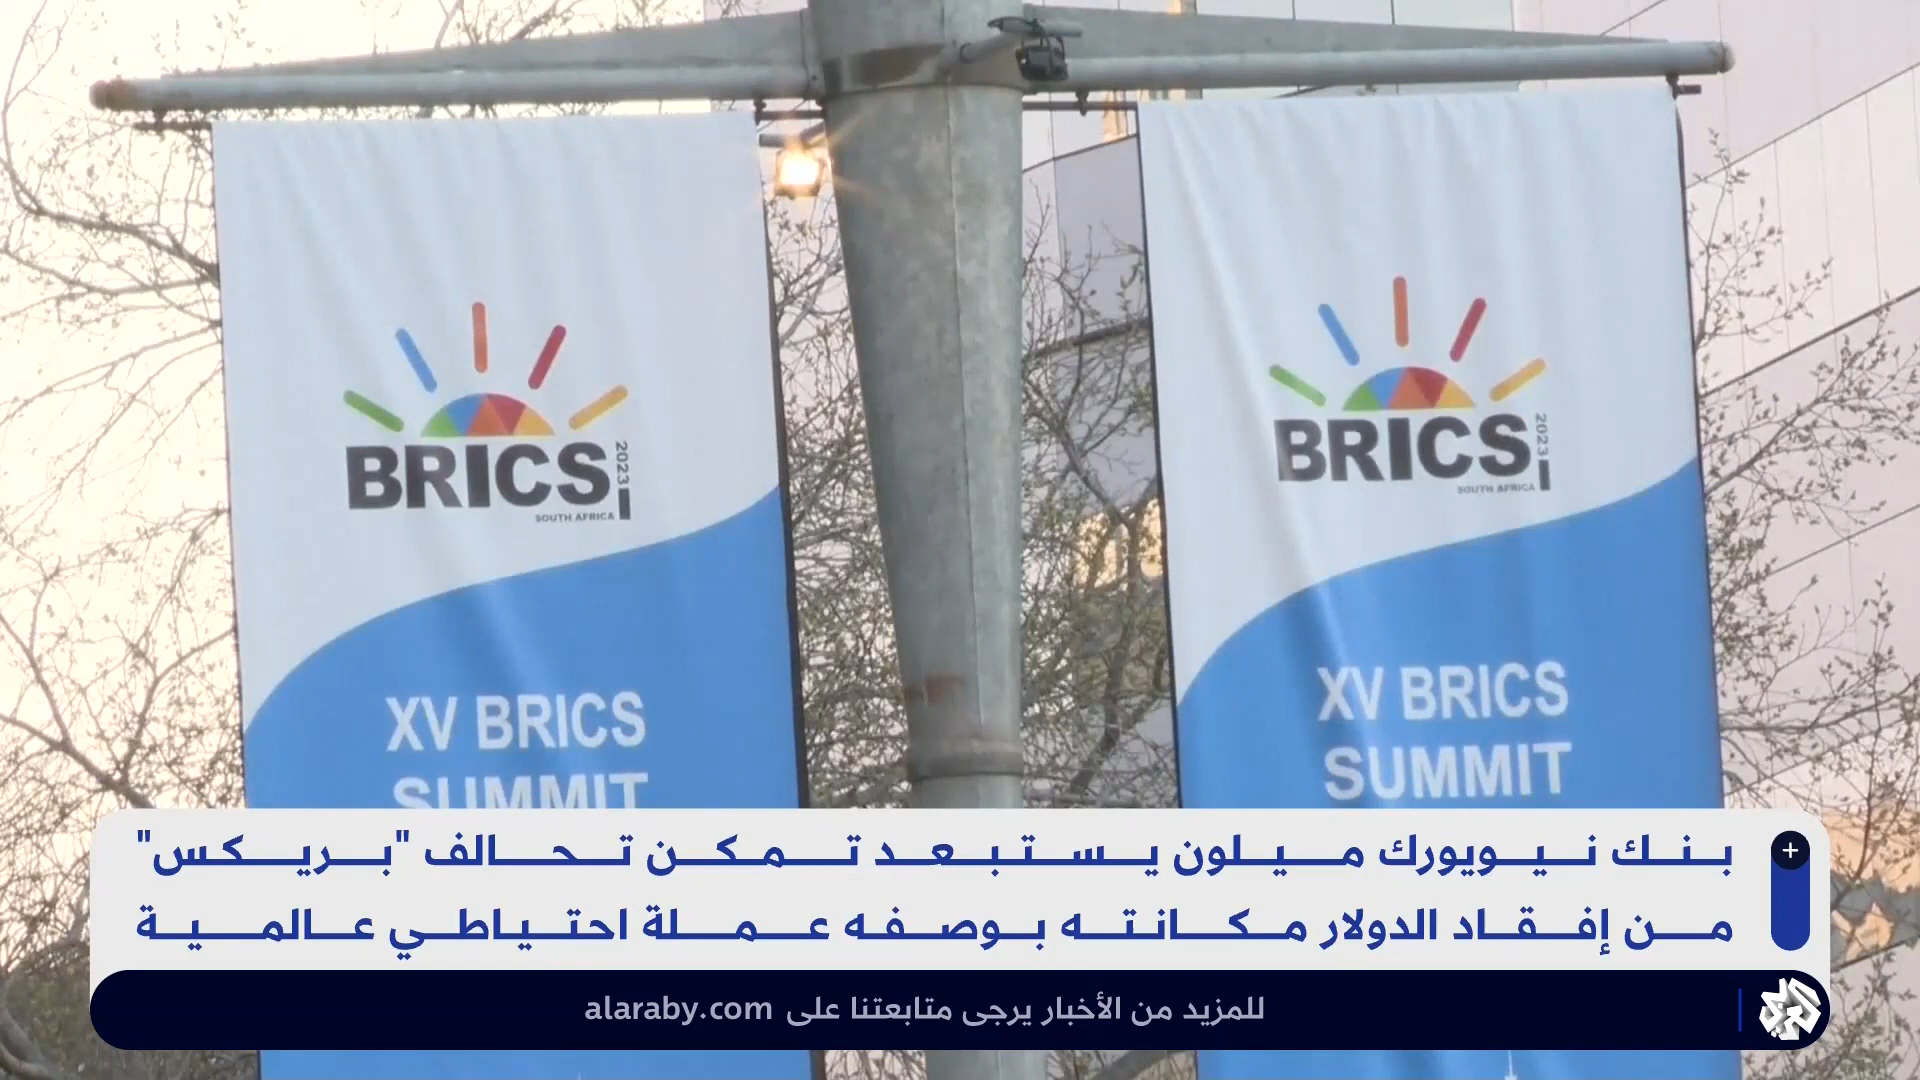 BRICS
2023
SOUTH AFRICA
XV BRICS
SUMMIT
BRICS
2023
SOUTH AFRICA
XV BRICS
SUMMIT
بنك نيويورك ميلون يستبعد تمكن تحالف "بريكس"
من إفقاد الدولار مكانته بوصفه عملة احتياطي عالمية
للمزيد من الأخبار يرجى متابعتنا على alaraby.com